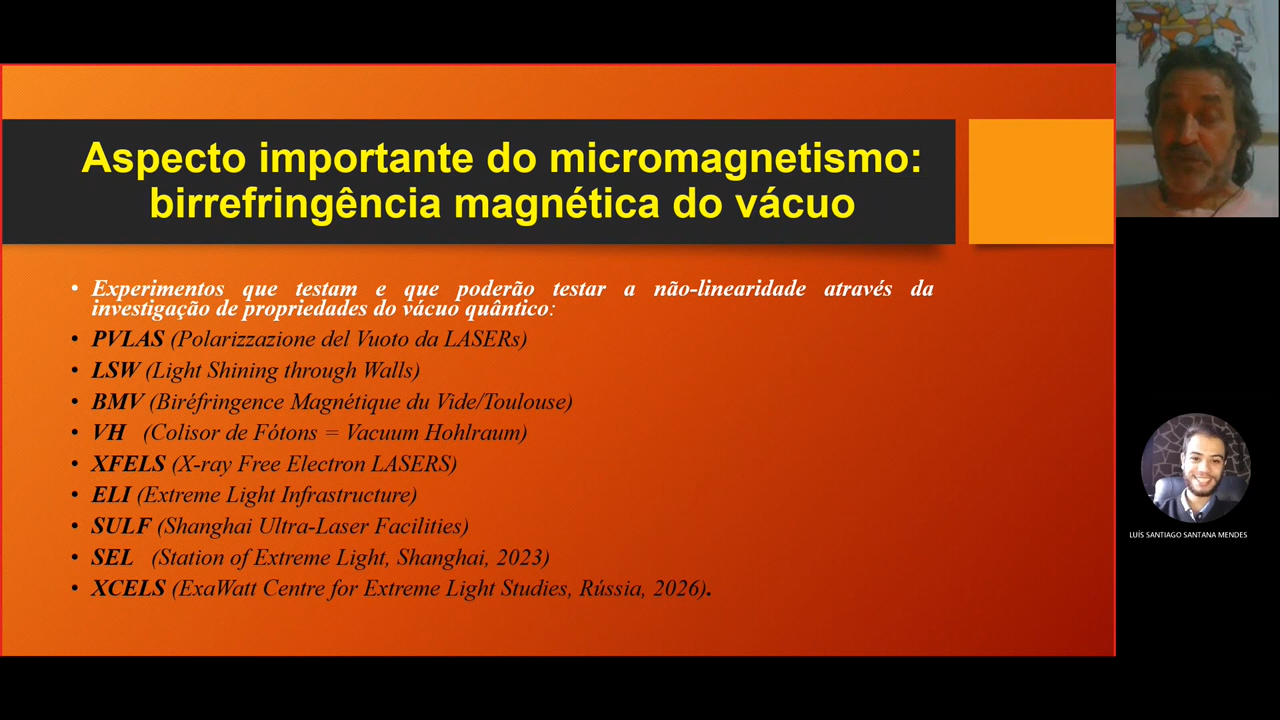 Aspecto importante do micromagnetismo:
birrefringência magnética do vácuo
• Experimentos que testam e que poderão testar a não-linearidade através da
investigação de propriedades do vácuo quântico:
• PVLAS (Polarizzazione del Vuoto da LASERs)
• LSW (Light Shining through Walls)
• BMV (Biréfringence Magnétique du Vide/Toulouse)
• VH (Colisor de Fótons = Vacuum Hohlraum)
• XFELS (X-ray Free Electron LASERS)
• ELI (Extreme Light Infrastructure)
• SULF (Shanghai Ultra-Laser Facilities)
• SEL (Station of Extreme Light, Shanghai, 2023)
• XCELS (ExaWatt Centre for Extreme Light Studies, Rússia, 2026).
LUÍS SANTIAGO SANTANA MENDES